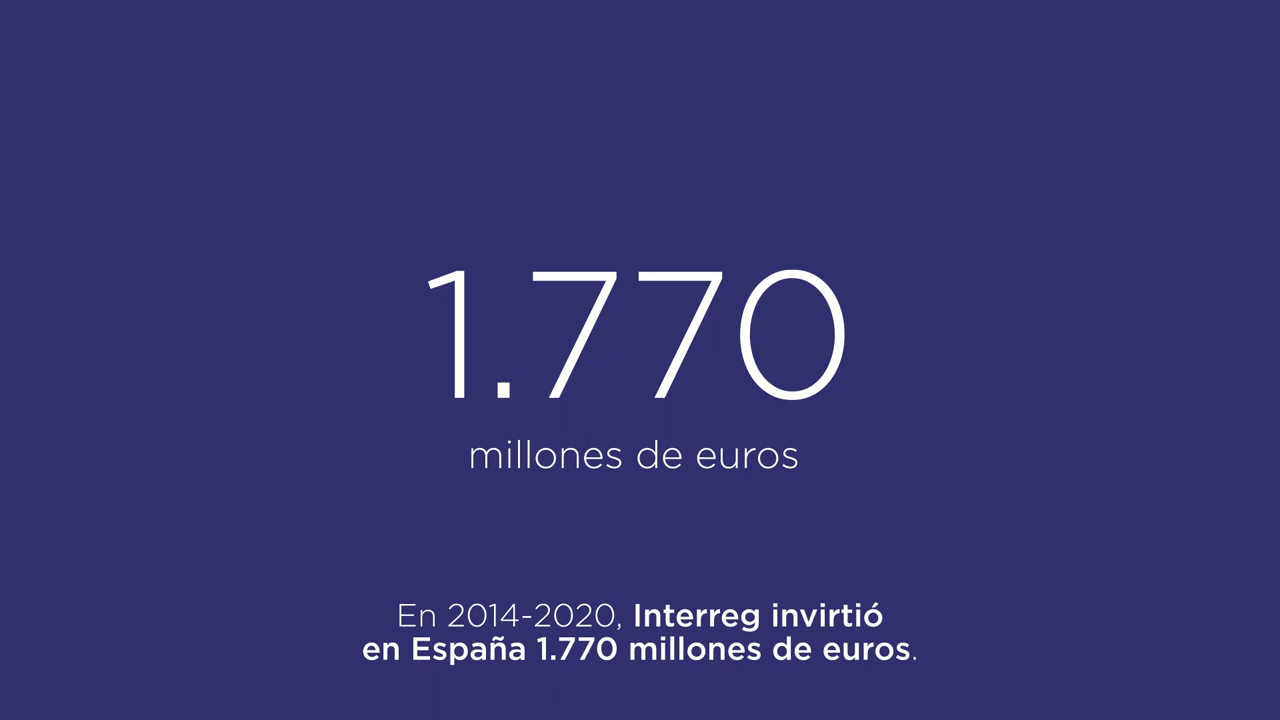 1.770
millones de euros
En 2014-2020, Interreg invirtió
en España 1.770 millones de euros.